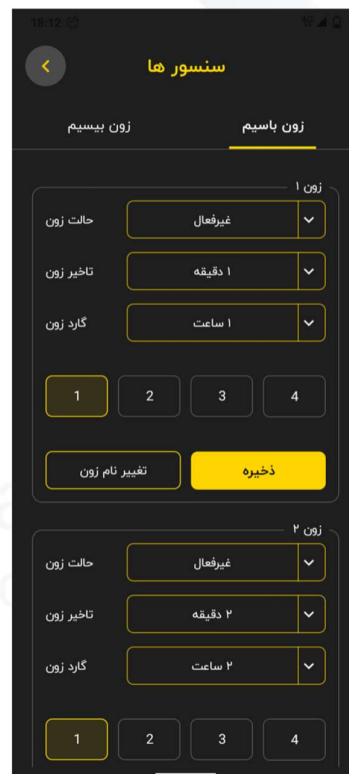 18:12
سنسور ها
زون باسیم	زون بیسیم
زون ۱
حالت زون	غیرفعال
تاخیر زون	۱ دقیقه
گارد زون	۱ ساعت
1 2 3 4
ذخیره	تغییر نام زون
زون ۲
حالت زون	غیرفعال
تاخیر زون	۲ دقیقه
گارد زون	۲ ساعت
1 2 3 4